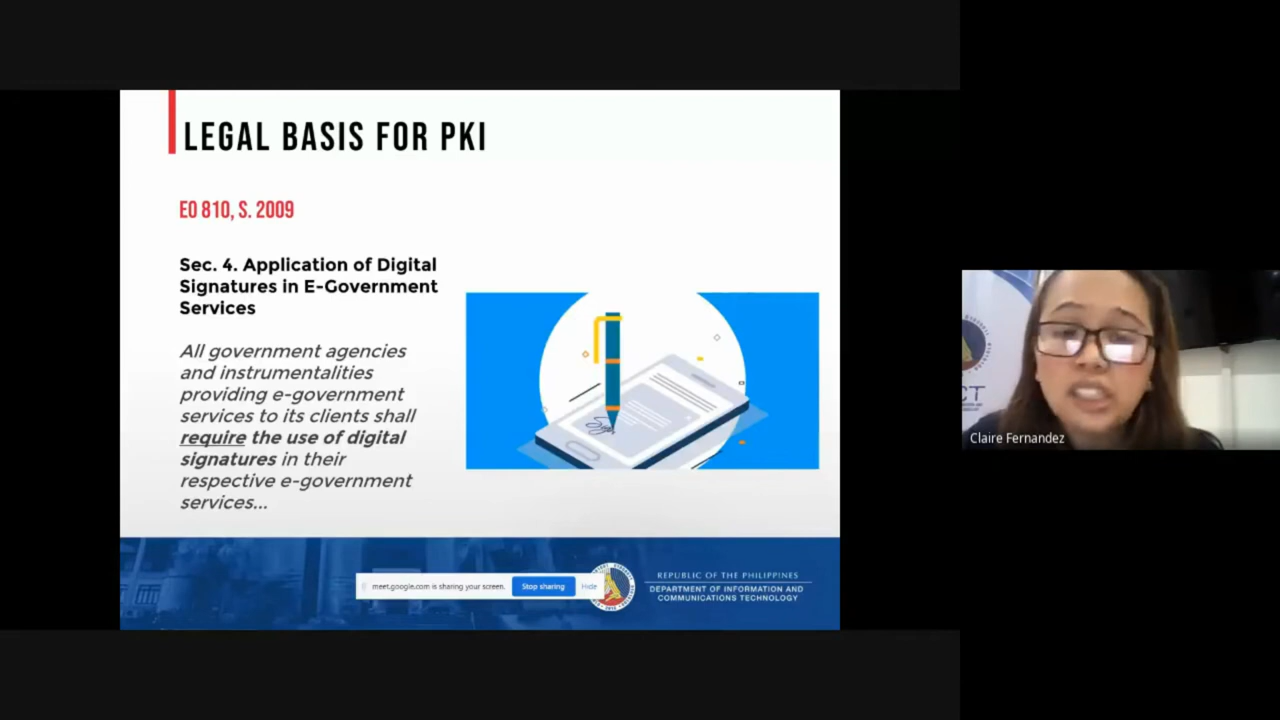 LEGAL BASIS FOR PKI
EO 810, S. 2009
Sec. 4. Application of Digital
Signatures in E-Government
Services
All government agencies
and instrumentalities
providing e-government
services to its clients shall
require the use of digital
signatures in their
respective e-government
services...
meet.google.com is sharing your screen.
Stop sharing
Hide
REPUBLIC OF THE PHILIPPINES
DEPARTMENT OF INFORMATION AND
COMMUNICATIONS TECHNOLOGY
CT
Claire Fernandez